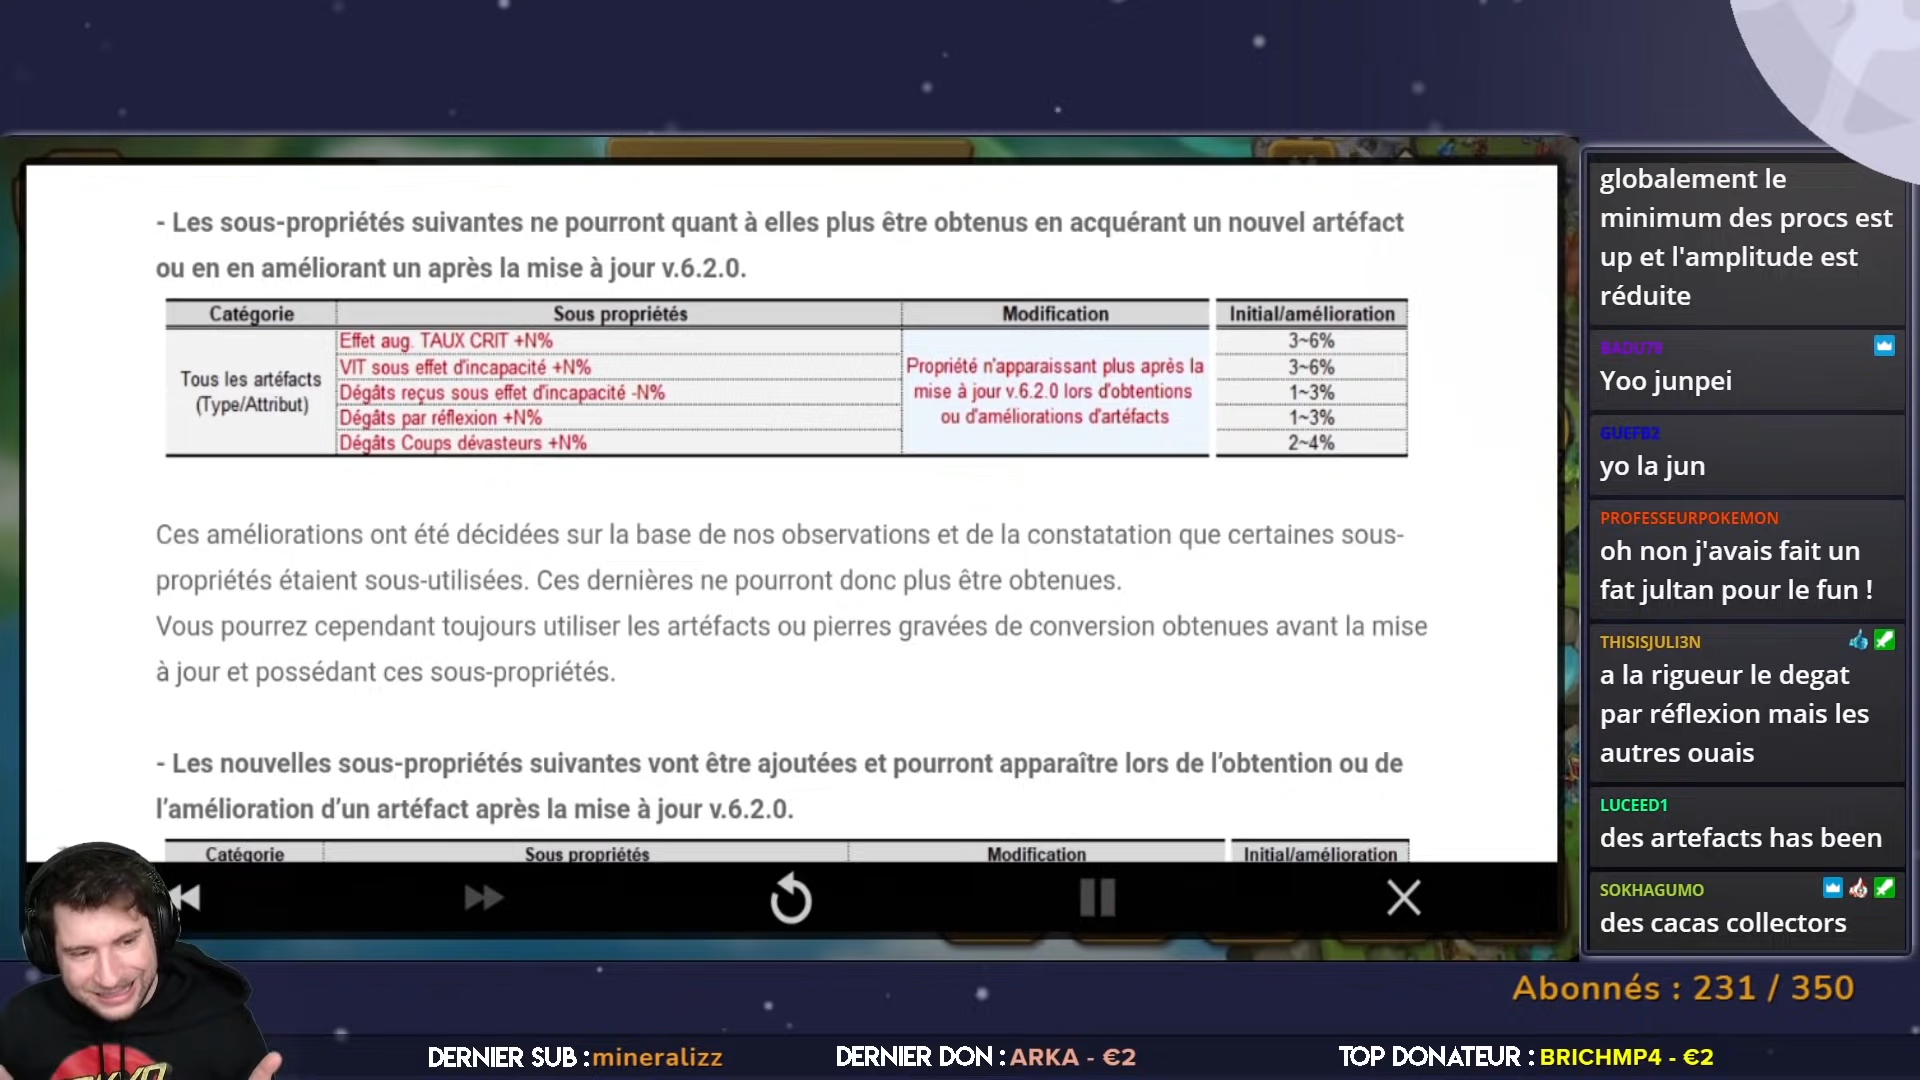 - Les sous-propriétés suivantes ne pourront quant à elles plus être obtenus en acquérant un nouvel artéfact
ou en en améliorant un après la mise à jour v.6.2.0.
Catégorie Sous propriétés Modification Initial/amélioration
Tous les artéfacts
(Type/Attribut)
Effet aug. TAUX CRIT +N%
VIT sous effet d'incapacité +N%
Dégâts reçus sous effet d'incapacité -N%
Dégâts par réflexion +N%
Dégâts Coups dévasteurs +N%
Propriété n'apparaissant plus après la
mise à jour v.6.2.0 lors d'obtentions
ou d'améliorations d'artéfacts
3~6%
3~6%
1~3%
1~3%
2~4%
Ces améliorations ont été décidées sur la base de nos observations et de la constatation que certaines sous-
propriétés étaient sous-utilisées. Ces dernières ne pourront donc plus être obtenues.
Vous pourrez cependant toujours utiliser les artéfacts ou pierres gravées de conversion obtenues avant la mise
à jour et possédant ces sous-propriétés.
- Les nouvelles sous-propriétés suivantes vont être ajoutées et pourront apparaître lors de l’obtention ou de
l’amélioration d’un artéfact après la mise à jour v.6.2.0.
Catégorie Sous propriétés Modification Initial/amélioration
globalement le
minimum des procs est
up et l'amplitude est
réduite
BADU78
Yoo junpei
GUEFB2
yo la jun
PROFESSEURPOKEMON
oh non j'avais fait un
fat jultan pour le fun !
THISISJULI3N
a la rigueur le degat
par réflexion mais les
autres ouais
LUCEED1
des artefacts has been
SOKHAGUMO
des cacas collectors
Abonnés : 231 / 350
DERNIER SUB : mineralizz
DERNIER DON : ARKA - €2
TOP DONATEUR : BRICHMP4 - €2